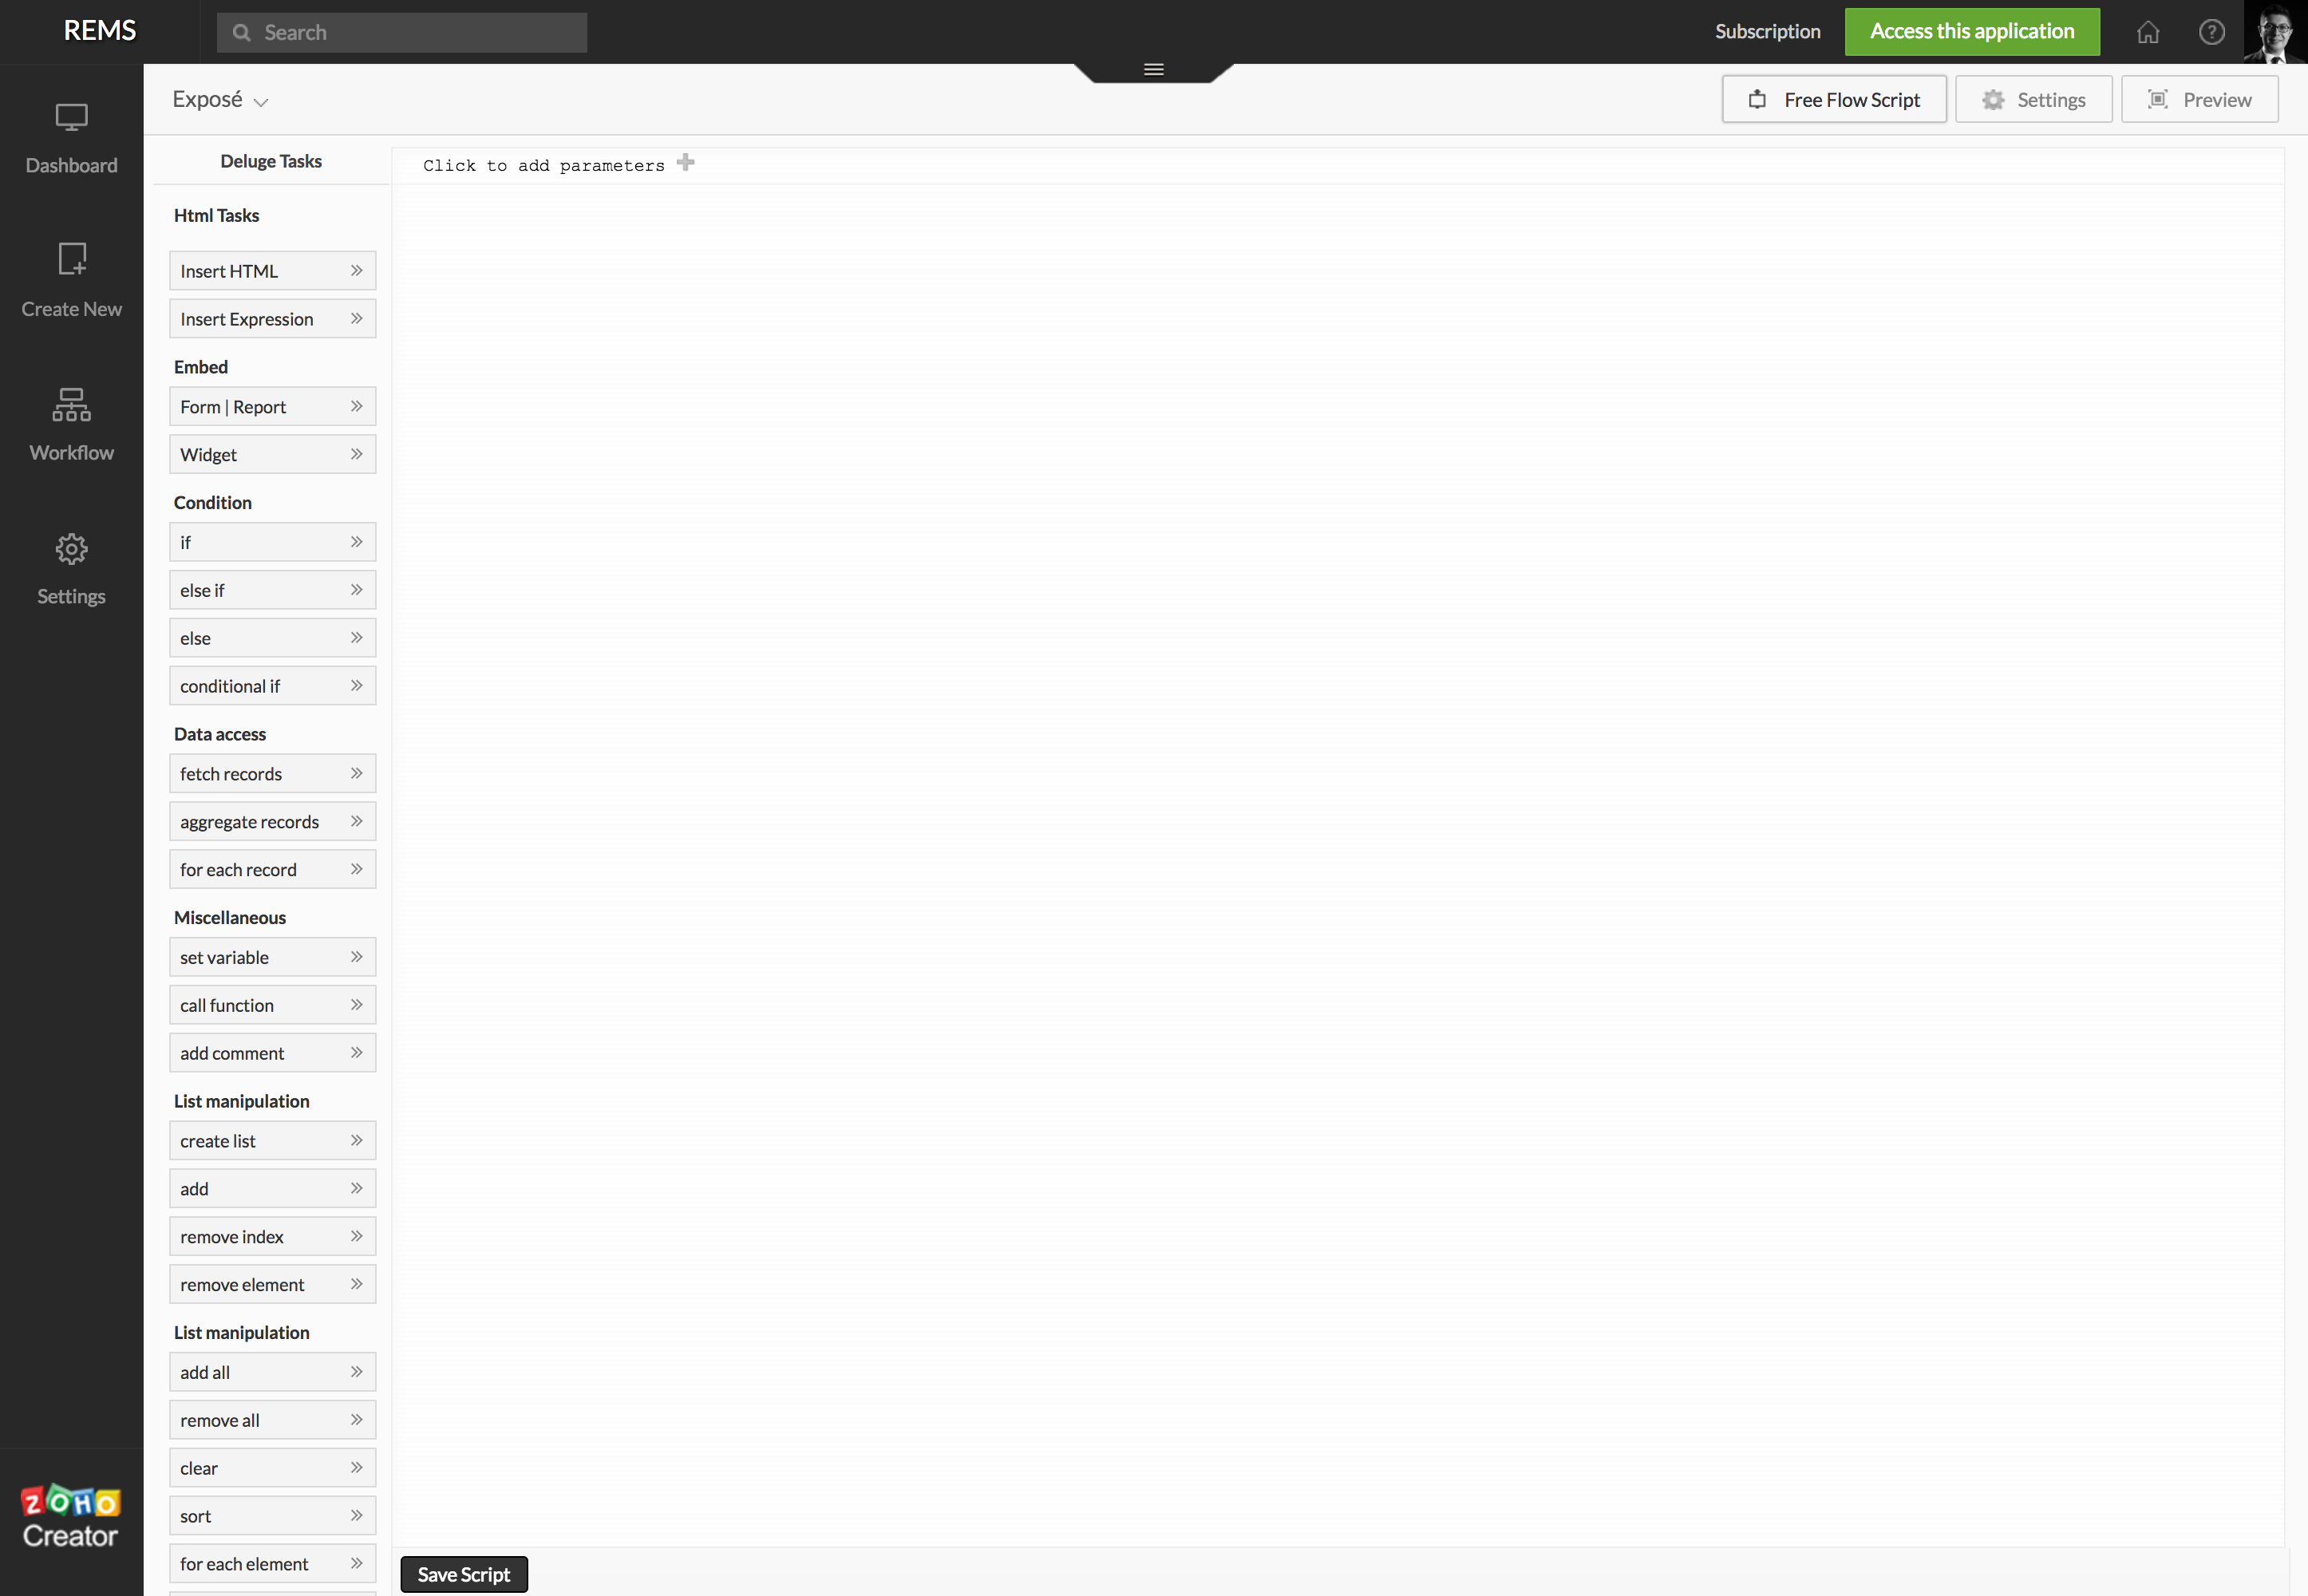 REMS
Search
Subscription
Access this application
?
Exposé
Free Flow Script
Settings
Preview
Dashboard
Create New
Workflow
Settings
ZOHO
Creator
Deluge Tasks
Html Tasks
Insert HTML
Insert Expression
Embed
Form | Report
Widget
Condition
if
else if
else
conditional if
Data access
fetch records
aggregate records
for each record
Miscellaneous
set variable
call function
add comment
List manipulation
create list
add
remove index
remove element
List manipulation
add all
remove all
clear
sort
for each element
Click to add parameters
Save Script